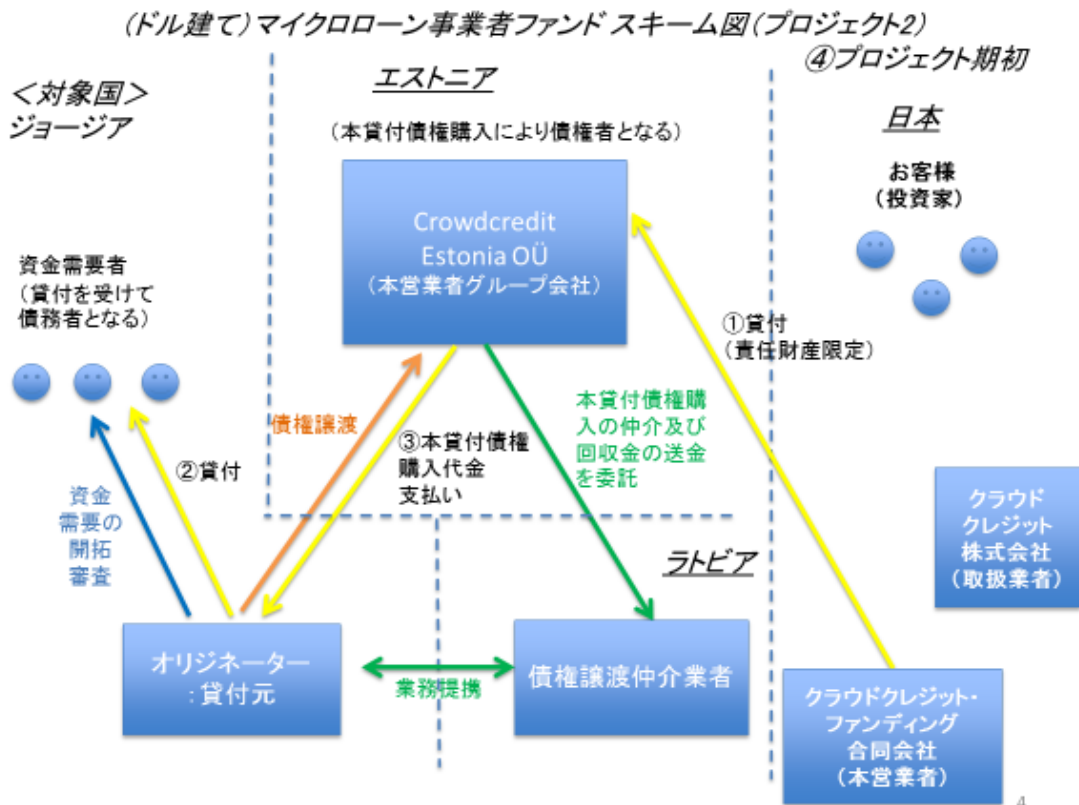 (ドル建て)マイクロローン事業者ファンド スキーム図(プロジェクト2)
④プロジェクト期初
<対象国>
ジョージア
エストニア
日本
(本貸付債権購入により債権者となる)
お客様
(投資家)
Crowdcredit
Estonia OÜ
(本営業者グループ会社)
資金需要者
(貸付を受けて
債務者となる)
①貸付
(責任財産限定)
債権譲渡
③本貸付債権
購入代金
支払い
本貸付債権購
入の仲介及び
回収金の送金
を委託
②貸付
資金
需要の
開拓
審査
クラウド
クレジット
株式会社
(取扱業者)
ラトビア
オリジネーター
:貸付元
業務提携
債権譲渡仲介業者
クラウドクレジット・
ファンディング
合同会社
(本営業者)
4